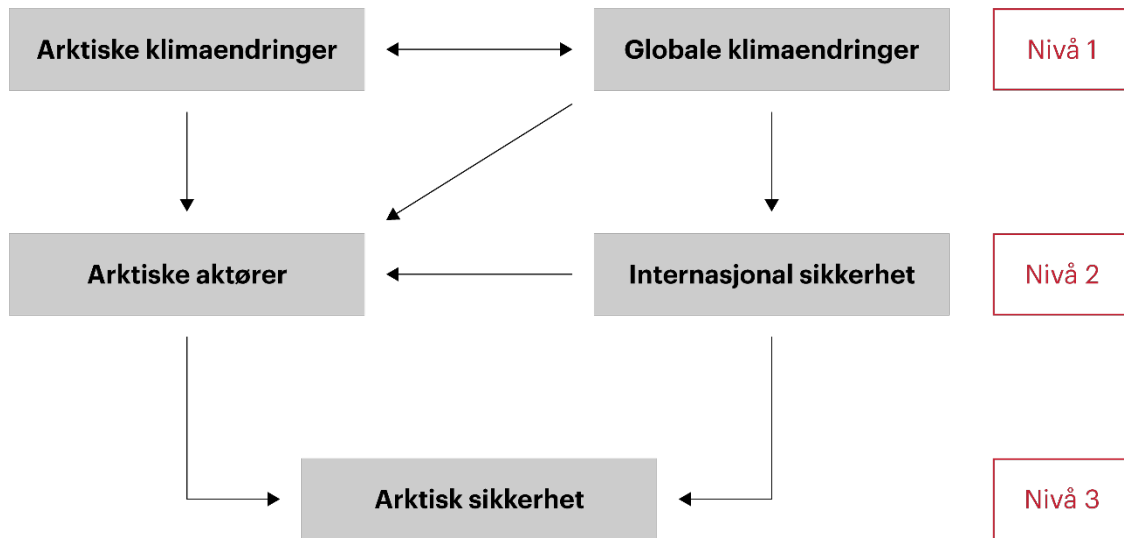 Arktiske klimaendringer
Globale klimaendringer
Nivå 1
Arktiske aktører
Internasjonal sikkerhet
Nivå 2
Arktisk sikkerhet
Nivå 3